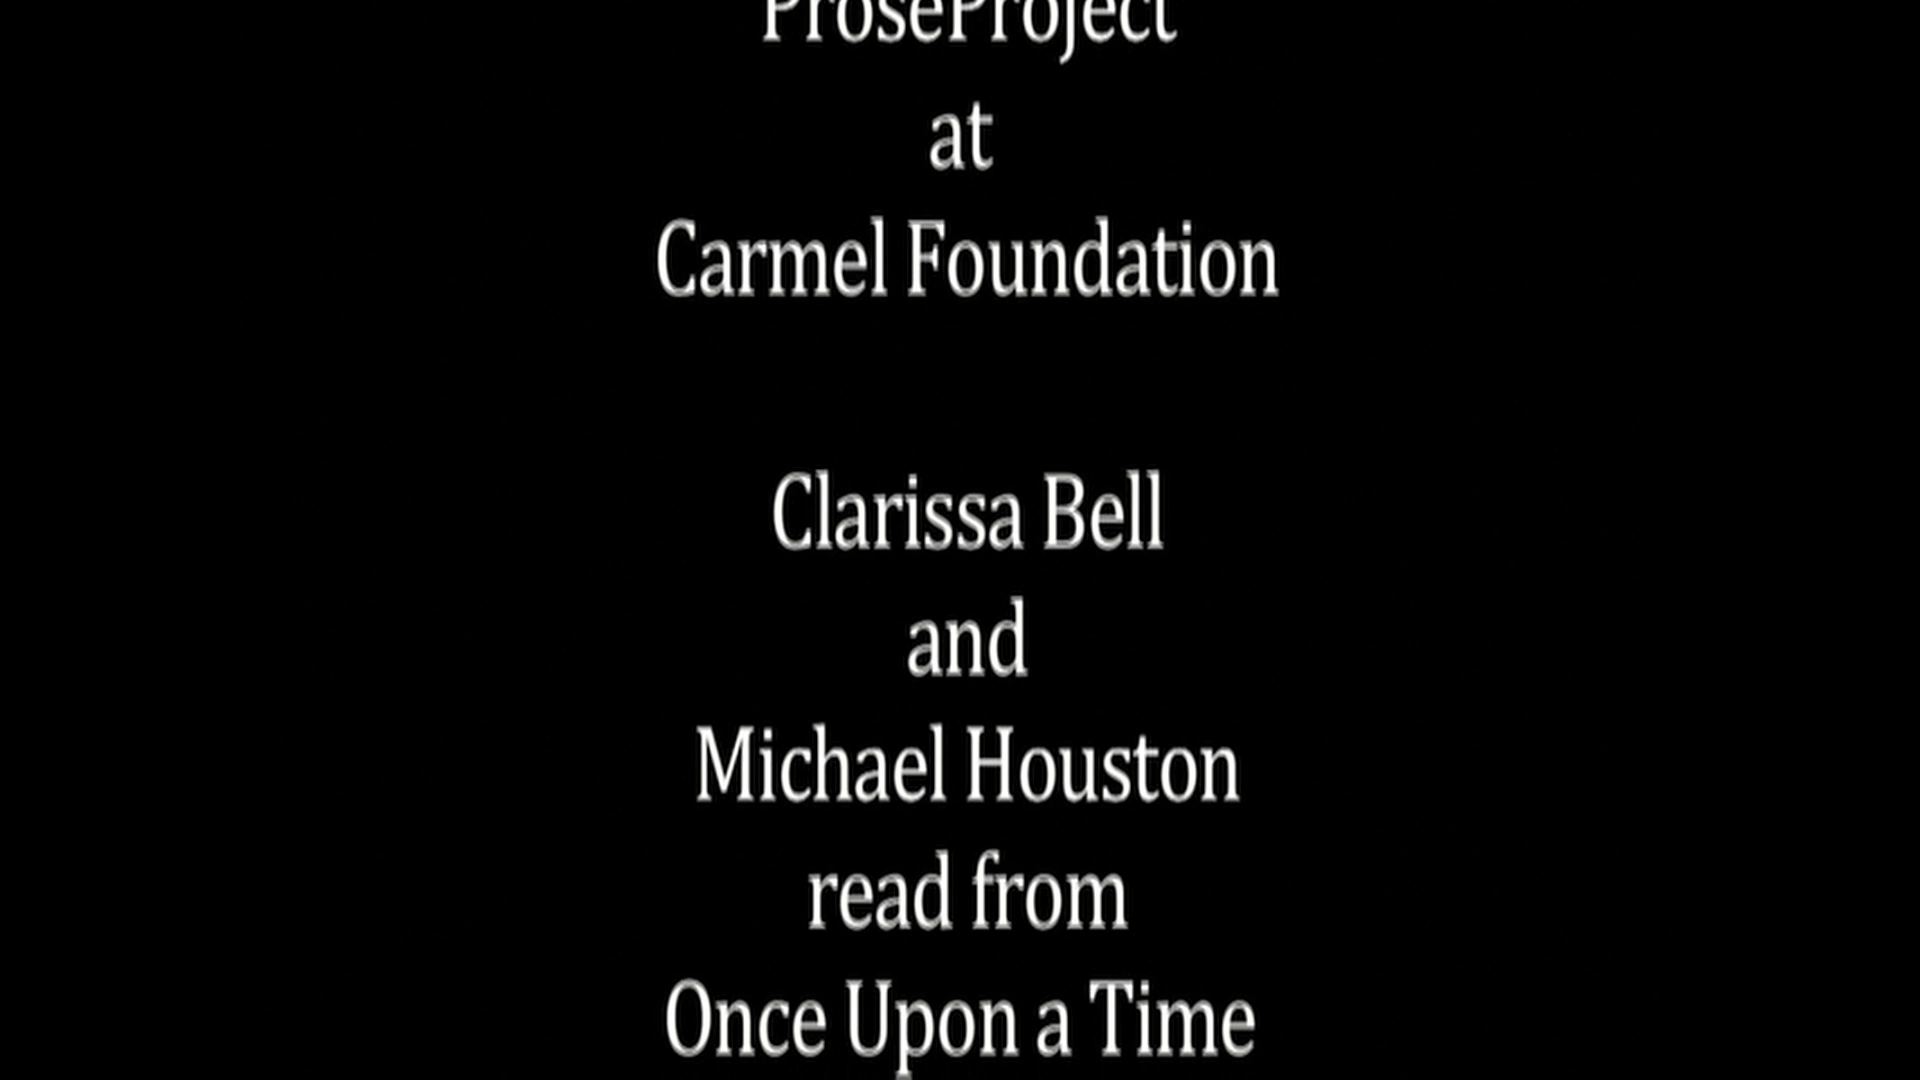 ProseProject
at
Carmel Foundation
Clarissa Bell
and
Michael Houston
read from
Once Upon a Time